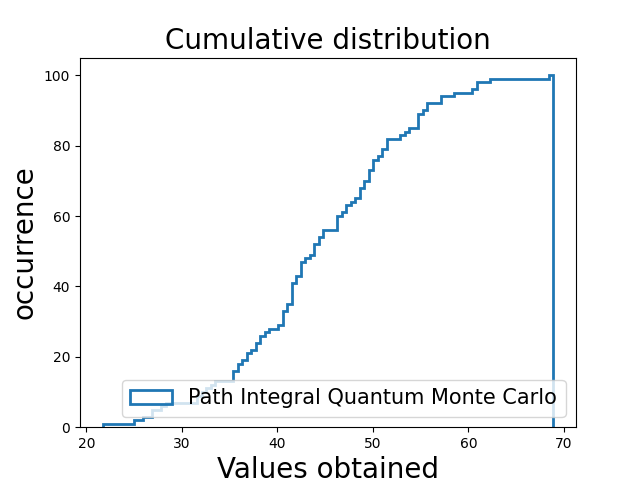 Cumulative distribution
100
80
60
40
20
0
occurrence
Path Integral Quantum Monte Carlo
20 30 40 50 60 70
Values obtained